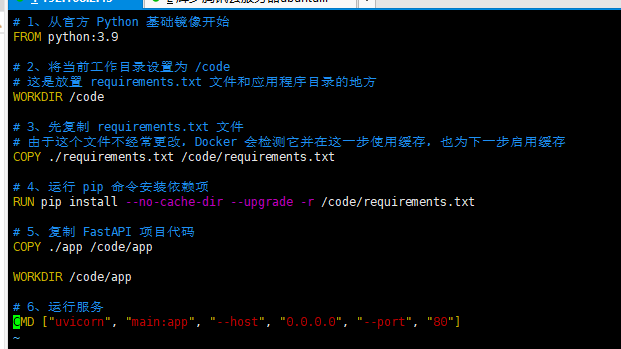 # 1、从官方 Python 基础镜像开始
FROM python:3.9
# 2、将当前工作目录设置为 /code
# 这是放置 requirements.txt 文件和应用程序目录的地方
WORKDIR /code
# 3、先复制 requirements.txt 文件
# 由于这个文件不经常更改，Docker 会检测它并在这一步使用缓存，也为下一步启用缓存
COPY ./requirements.txt /code/requirements.txt
# 4、运行 pip 命令安装依赖项
RUN pip install --no-cache-dir --upgrade -r /code/requirements.txt
# 5、复制 FastAPI 项目代码
COPY ./app /code/app
WORKDIR /code/app
# 6、运行服务
CMD ["uvicorn", "main:app", "--host", "0.0.0.0", "--port", "80"]
~